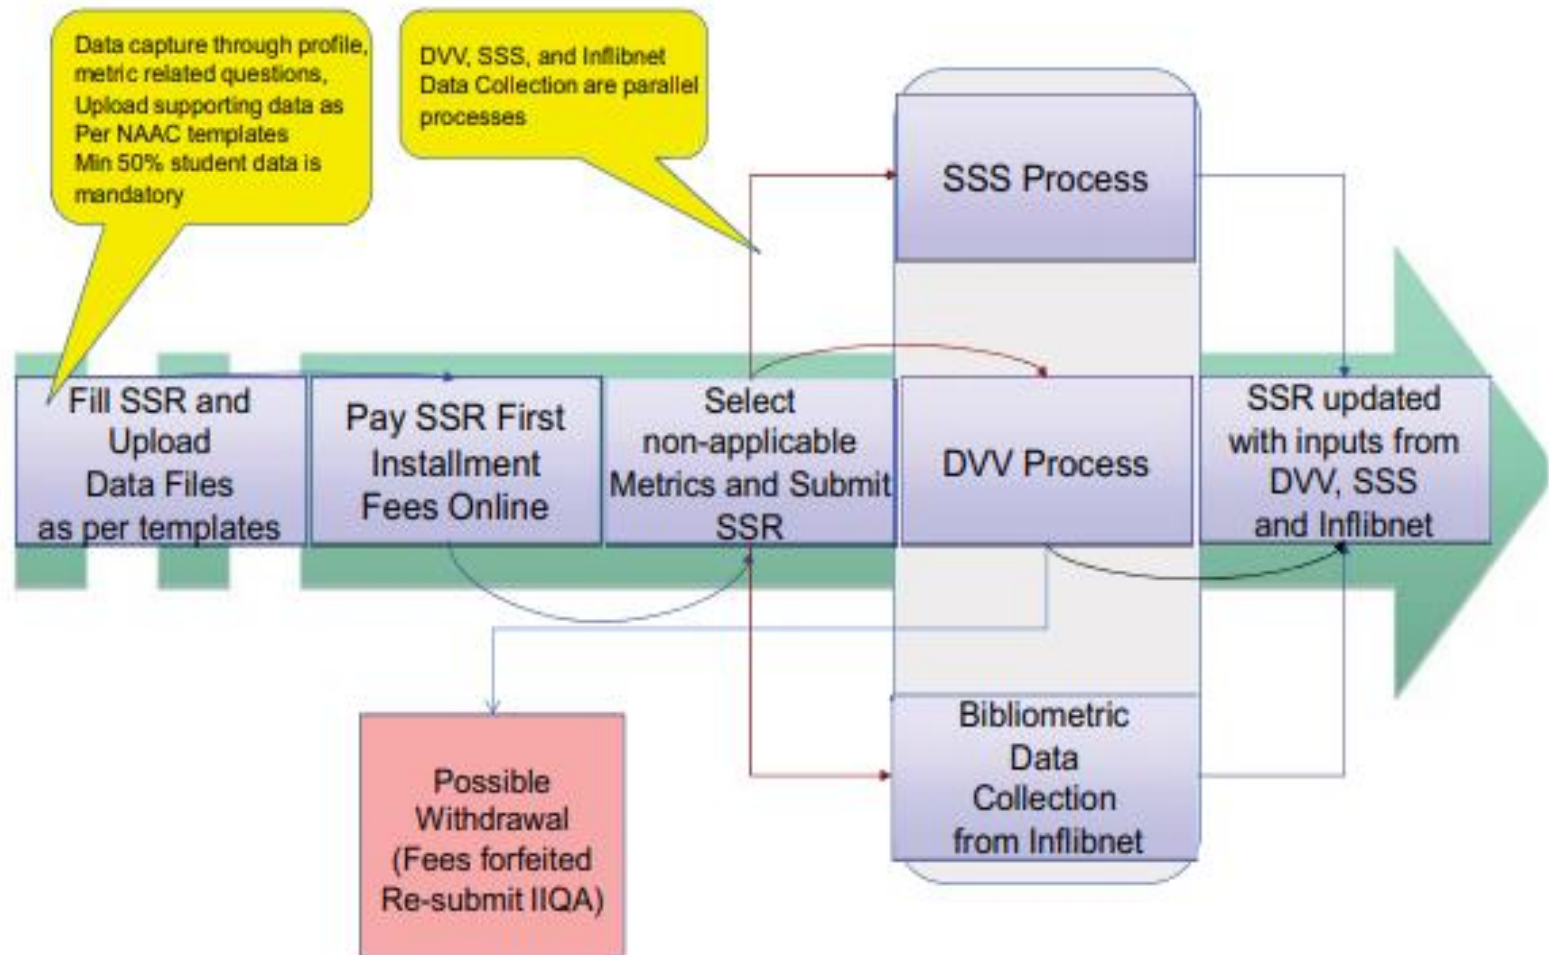 Data capture through profile,
metric related questions,
Upload supporting data as
Per NAAC templates
Min 50% student data is
mandatory
DVV, SSS, and Inflibnet
Data Collection are parallel
processes
SSS Process
Fill SSR and
Upload
Data Files
as per templates
Pay SSR First
Installment
Fees Online
Select
non-applicable
Metrics and Submit
SSR
DVV Process
SSR updated
with inputs from
DVV, SSS
and Inflibnet
Possible
Withdrawal
(Fees forfeited
Re-submit IIQA)
Bibliometric
Data
Collection
from Inflibnet